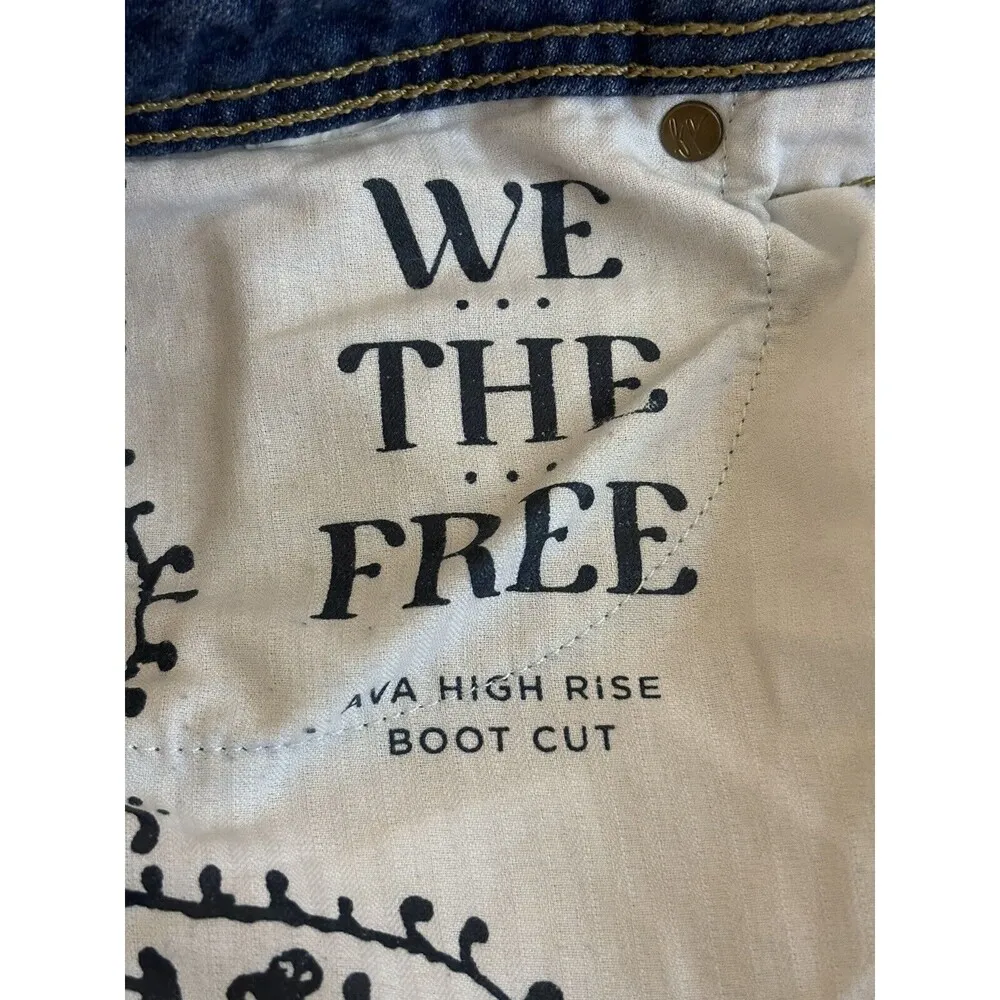 WE
THE
FREE
AVA HIGH RISE
BOOT CUT